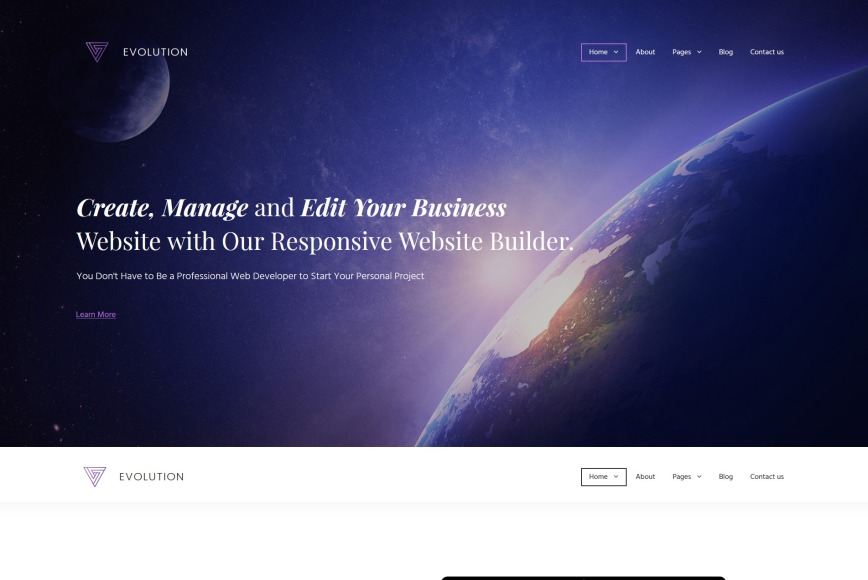 EVOLUTION
Home
About
Pages
Blog
Contact us
Create, Manage and Edit Your Business
Website with Our Responsive Website Builder.
You Don't Have to Be a Professional Web Developer to Start Your Personal Project
Learn More
EVOLUTION
Home
About
Pages
Blog
Contact us